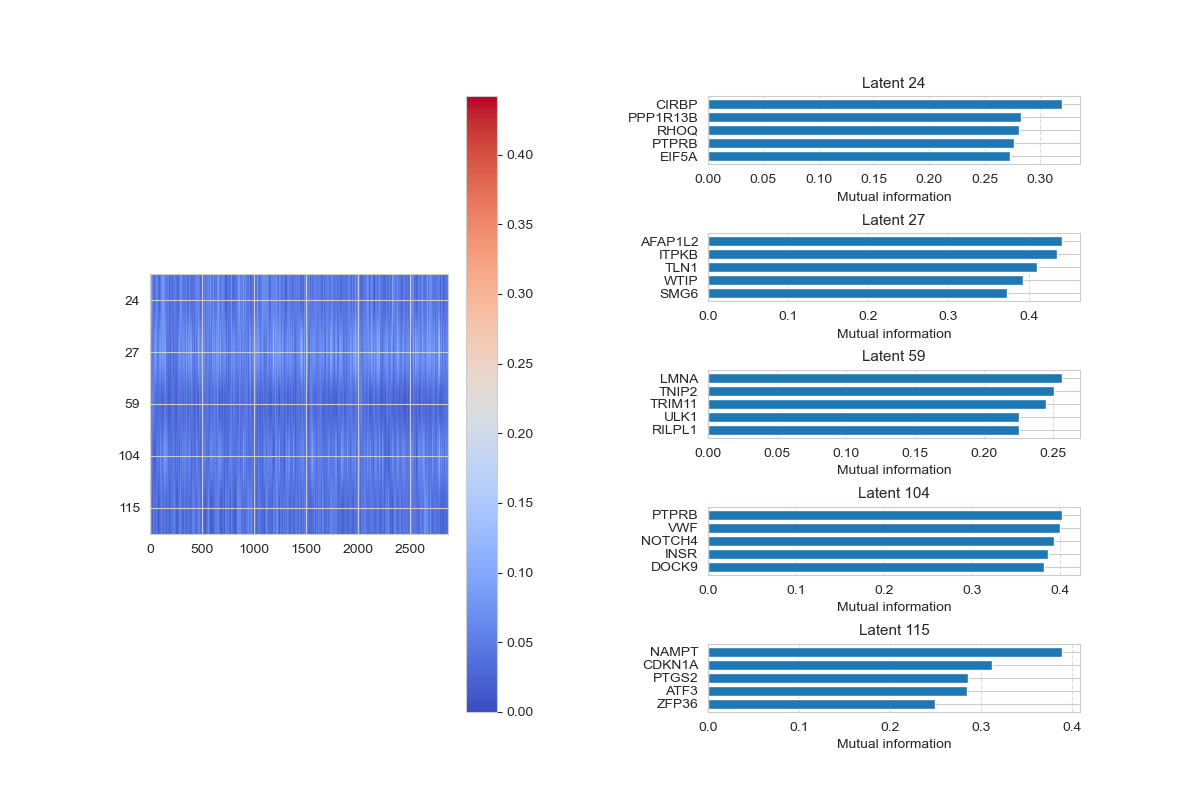 24
27
59
104
115
0 500 1000 1500 2000 2500
0.40
0.35
0.30
0.25
0.20
0.15
0.10
0.05
0.00
Latent 24
CIRBP
PPP1R13B
RHOQ
PTPRB
EIF5A
0.00 0.05 0.10 0.15 0.20 0.25 0.30
Mutual information
Latent 27
AFAP1L2
ITPKB
TLN1
WTIP
SMG6
0.0 0.1 0.2 0.3 0.4
Mutual information
Latent 59
LMNA
TNIP2
TRIM11
ULK1
RILPL1
0.00 0.05 0.10 0.15 0.20 0.25
Mutual information
Latent 104
PTPRB
VWF
NOTCH4
INSR
DOCK9
0.0 0.1 0.2 0.3 0.4
Mutual information
Latent 115
NAMPT
CDKN1A
PTGS2
ATF3
ZFP36
0.0 0.1 0.2 0.3 0.4
Mutual information